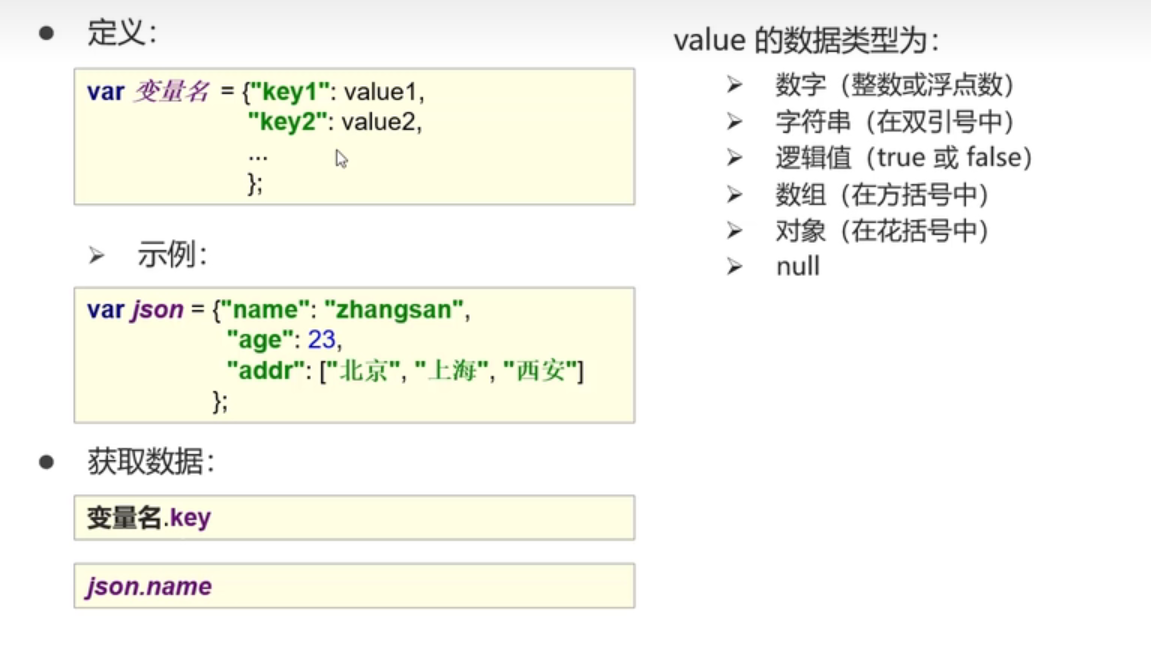 ● 定义：
var 变量名 = {"key1": value1,
"key2": value2,
...
};
➢ 示例：
var json = {"name": "zhangsan",
"age": 23,
"addr": ["北京", "上海", "西安"]
};
● 获取数据：
变量名.key
json.name
value 的数据类型为：
➢ 数字（整数或浮点数）
➢ 字符串（在双引号中）
➢ 逻辑值（true 或 false）
➢ 数组（在方括号中）
➢ 对象（在花括号中）
➢ null